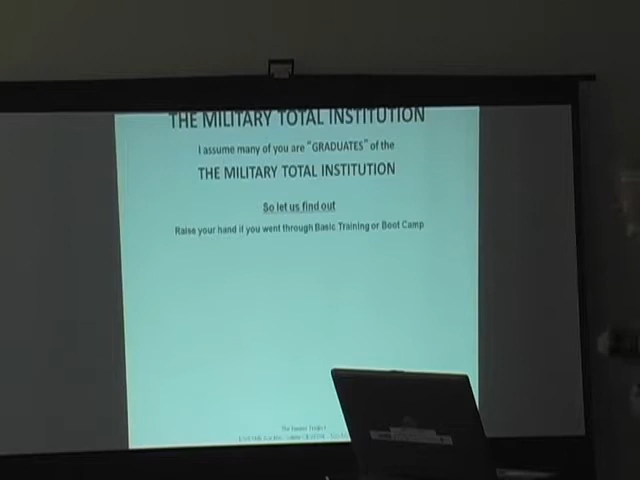 THE MILITARY TOTAL INSTITUTION
I assume many of you are "GRADUATES" of the
THE MILITARY TOTAL INSTITUTION
So let us find out
Raise your hand if you went through Basic Training or Boot Camp